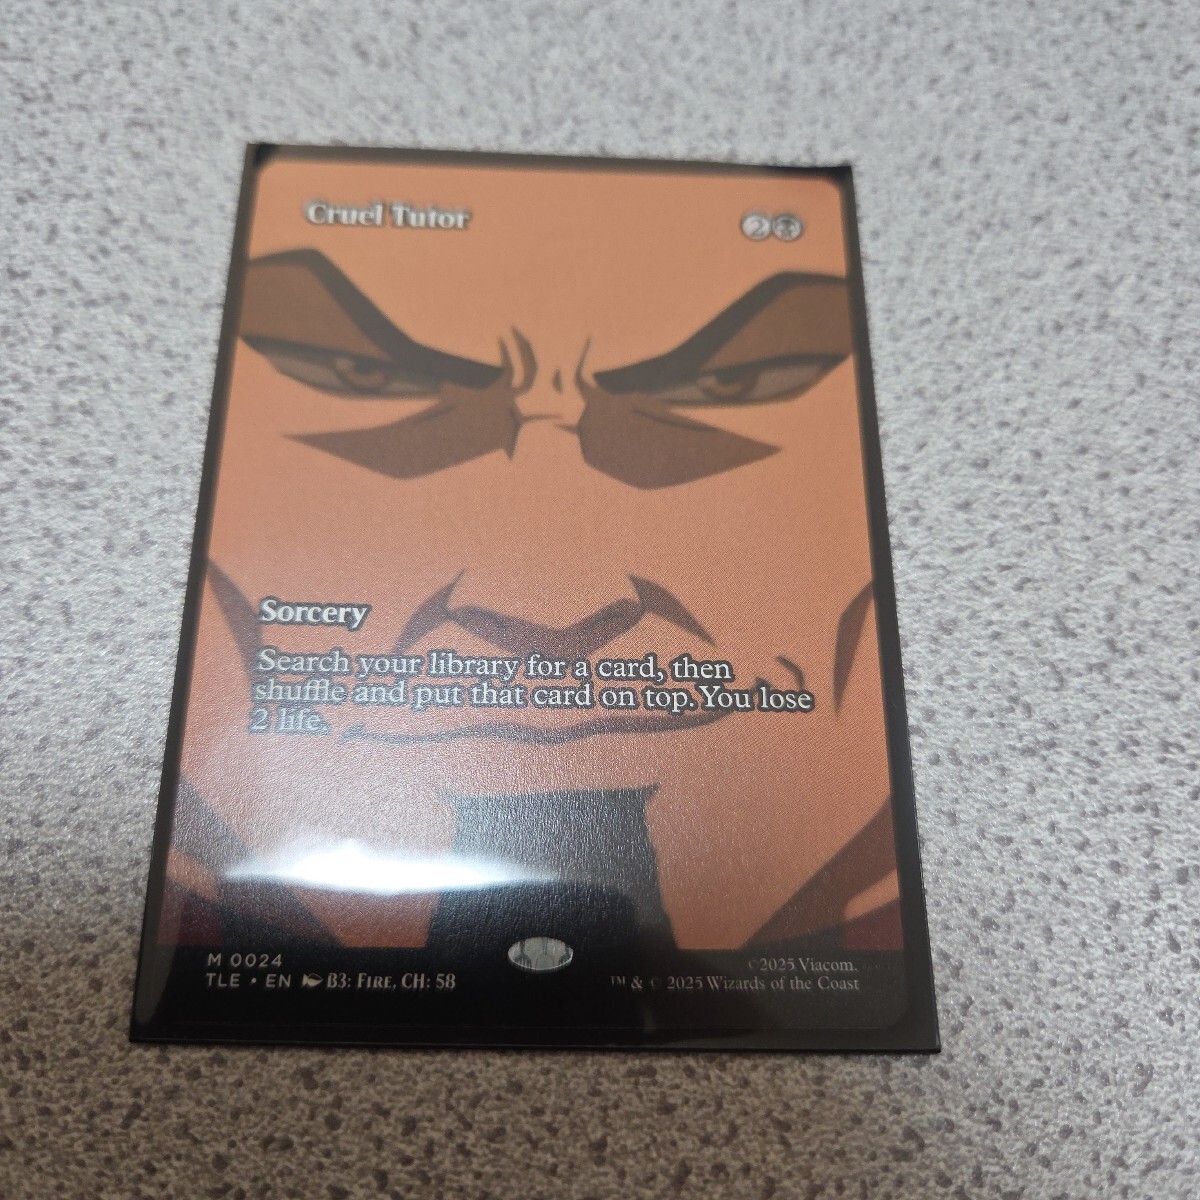 Cruel Tutor
2
Sorcery
Search your library for a card, then
shuffle and put that card on top. You lose
2 life.
M 0024
TLE • EN B3: Fire, CH: 58
©2025 Viacom.
™ & © 2025 Wizards of the Coast